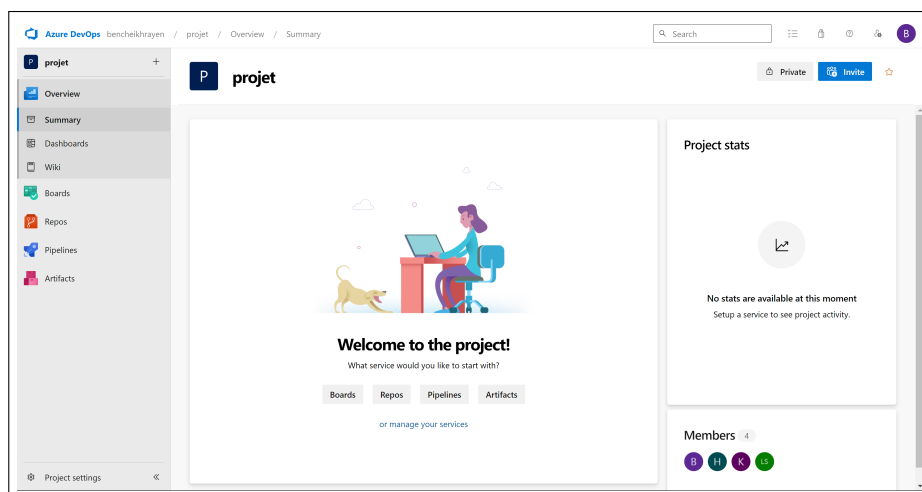 Azure DevOps bencheikhrayen / projet / Overview / Summary
Search
B
P projet +
P projet
Private
Invite
Overview
Summary
Dashboards
Wiki
Boards
Repos
Pipelines
Artifacts
Project settings
Welcome to the project!
What service would you like to start with?
Boards Repos Pipelines Artifacts
or manage your services
Project stats
No stats are available at this moment
Setup a service to see project activity.
Members 4
B H K LS